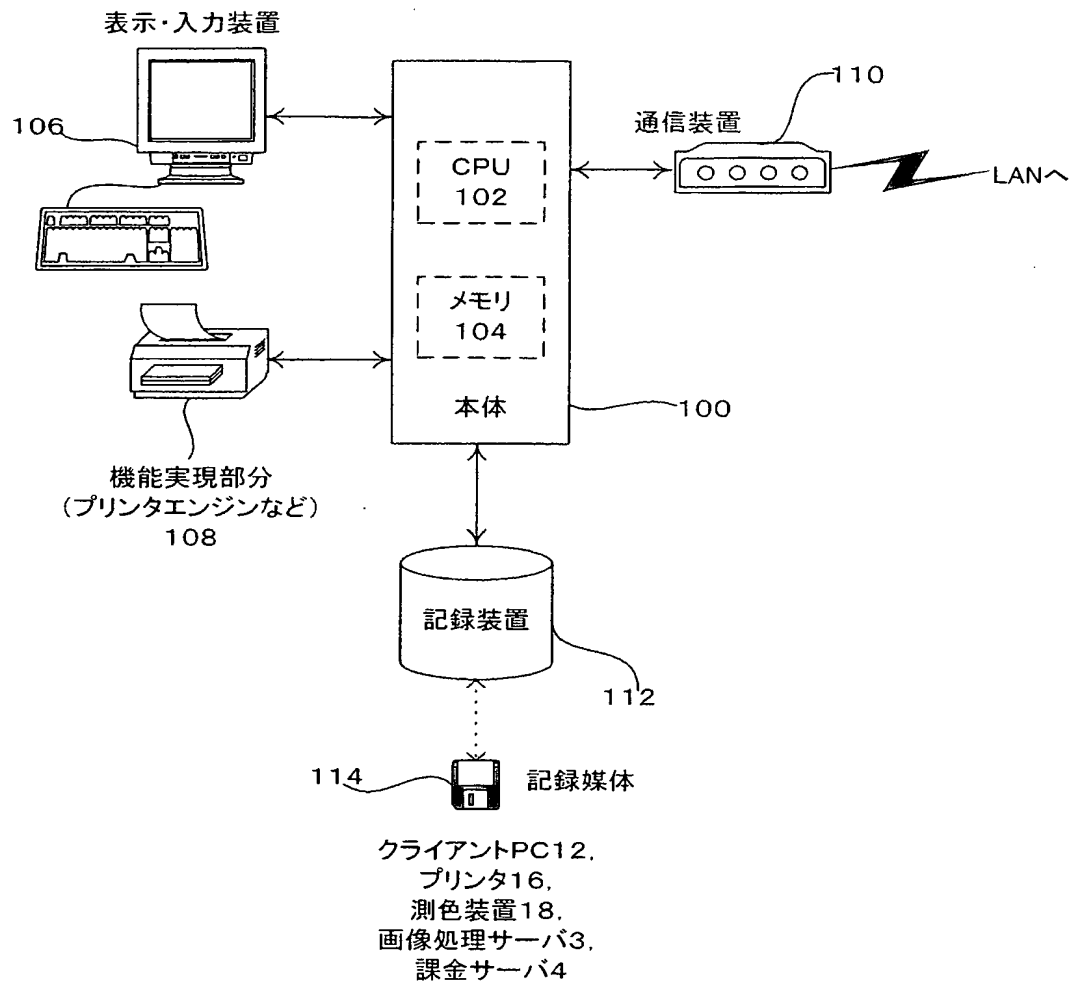 表示・入力装置
106
CPU
102
メモリ
104
本体
100
通信装置
110
LANへ
機能実現部分
(プリンタエンジンなど)
108
記録装置
112
114
記録媒体
クライアントPC12,
プリンタ16,
測色装置18,
画像処理サーバ3,
課金サーバ4